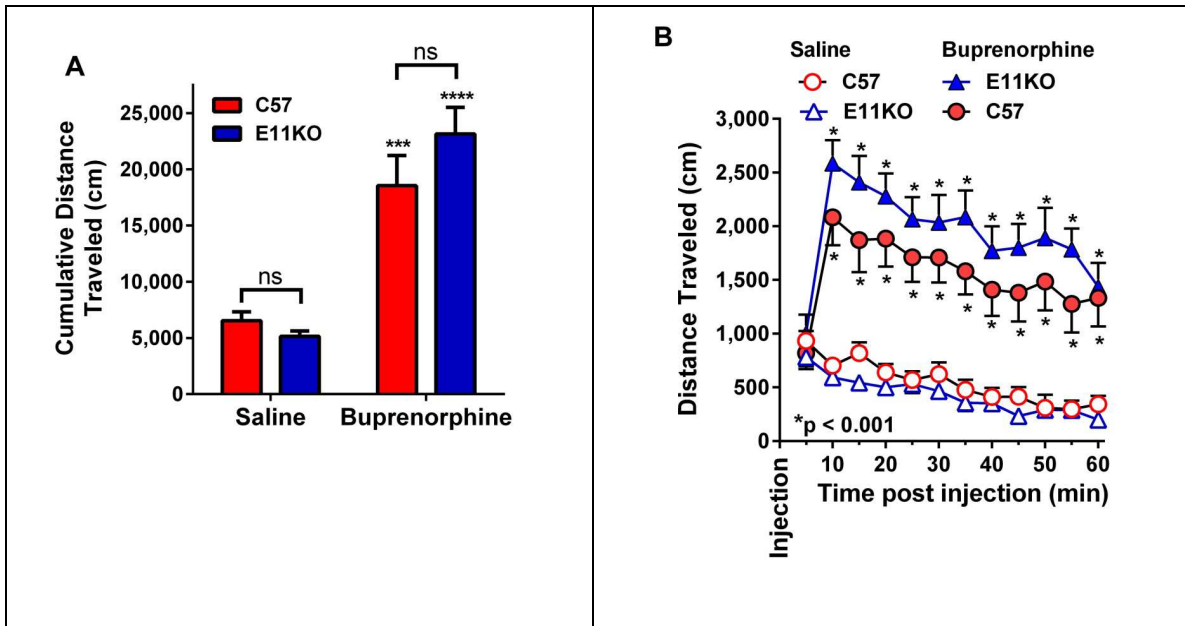 A
ns
ns
***
****
C57
E11KO
Cumulative Distance
Traveled (cm)
25,000
20,000
15,000
10,000
5,000
0
Saline
Buprenorphine
B
Saline
Buprenorphine
C57
E11KO
E11KO
C57
Distance Traveled (cm)
3,000
2,500
2,000
1,500
1,000
500
0
* * * * * * * * * * *
* * * * * * * * * * *
*p < 0.001
10 20 30 40 50 60
Time post injection (min)
Injection